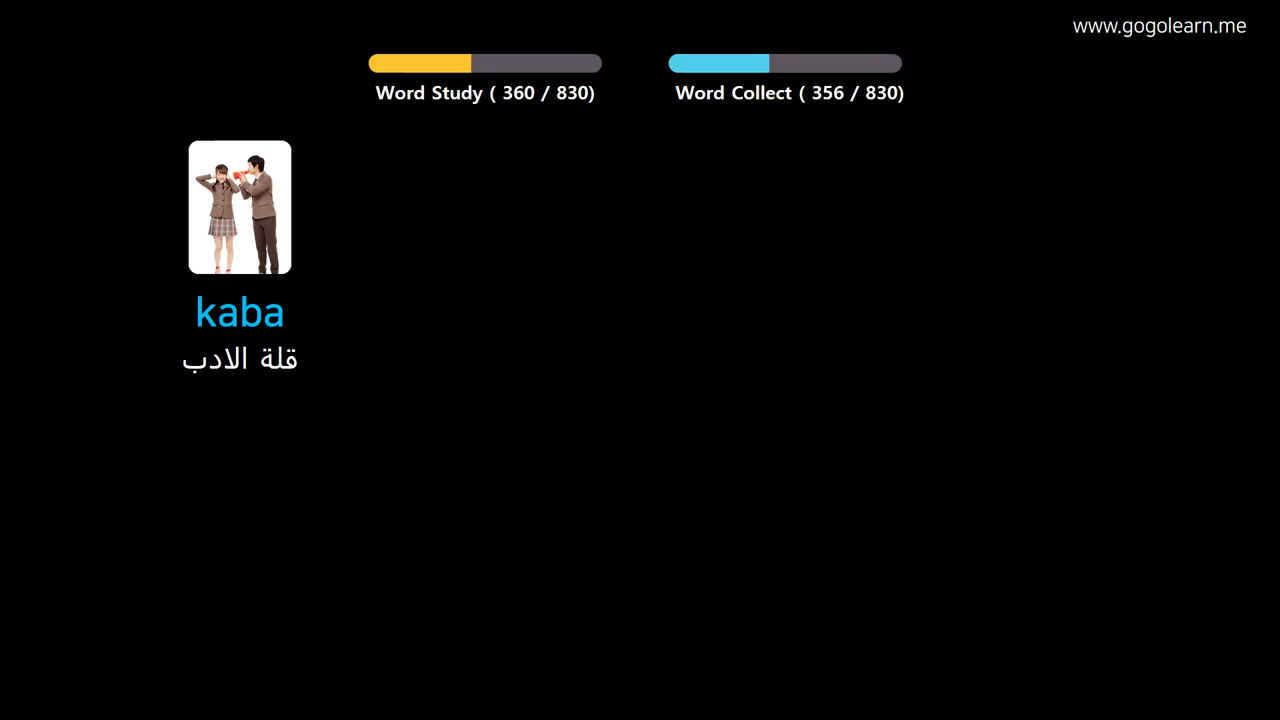 www.gogolearn.me
Word Study ( 360 / 830)
Word Collect ( 356 / 830)
kaba
قلة الادب